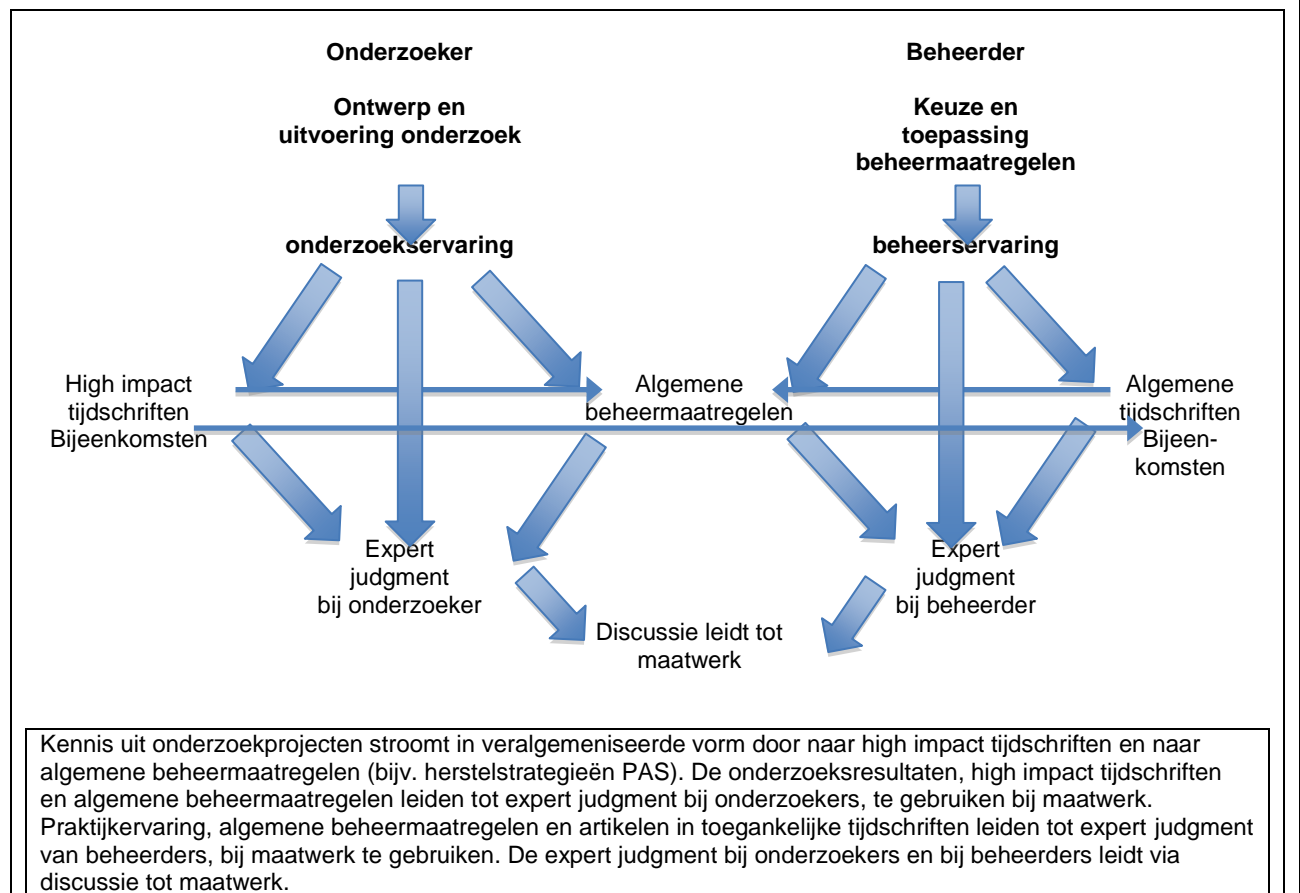 Onderzoeker
Ontwerp en
uitvoering onderzoek
onderzoekservaring
Beheerder
Keuze en
toepassing
beheermaatregelen
beheerservaring
High impact
tijdschriften
Bijeenkomsten
Algemene
beheermaatregelen
Algemene
tijdschriften
Bijeen-
komsten
Expert
judgment
bij onderzoeker
Expert
judgment
bij beheerder
Discussie leidt tot
maatwerk
Kennis uit onderzoekprojecten stroomt in veralgemeniseerde vorm door naar high impact tijdschriften en naar
algemene beheermaatregelen (bijv. herstelstrategieën PAS). De onderzoeksresultaten, high impact tijdschriften
en algemene beheermaatregelen leiden tot expert judgment bij onderzoekers, te gebruiken bij maatwerk.
Praktijkervaring, algemene beheermaatregelen en artikelen in toegankelijke tijdschriften leiden tot expert judgment
van beheerders, bij maatwerk te gebruiken. De expert judgment bij onderzoekers en bij beheerders leidt via
discussie tot maatwerk.